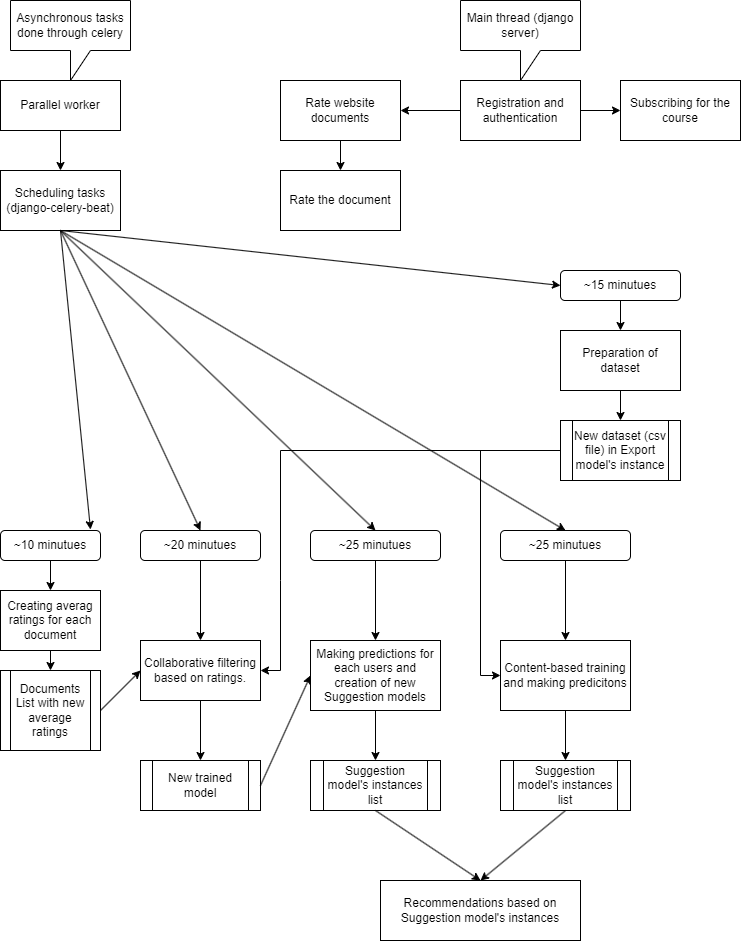 Asynchronous tasks
done through celery
Main thread (django
server)
Parallel worker
Rate website
documents
Registration and
authentication
Subscribing for the
course
Scheduling tasks
(django-celery-beat)
Rate the document
~15 minutues
Preparation of
dataset
New dataset (csv
file) in Export
model's instance
~10 minutues
~20 minutues
~25 minutues
~25 minutues
Creating averag
ratings for each
document
Collaborative filtering
based on ratings.
Making predictions for
each users and
creation of new
Suggestion models
Content-based training
and making predicitons
Documents
List with new
average
ratings
New trained
model
Suggestion
model's instances
list
Suggestion
model's instances
list
Recommendations based on
Suggestion model's instances